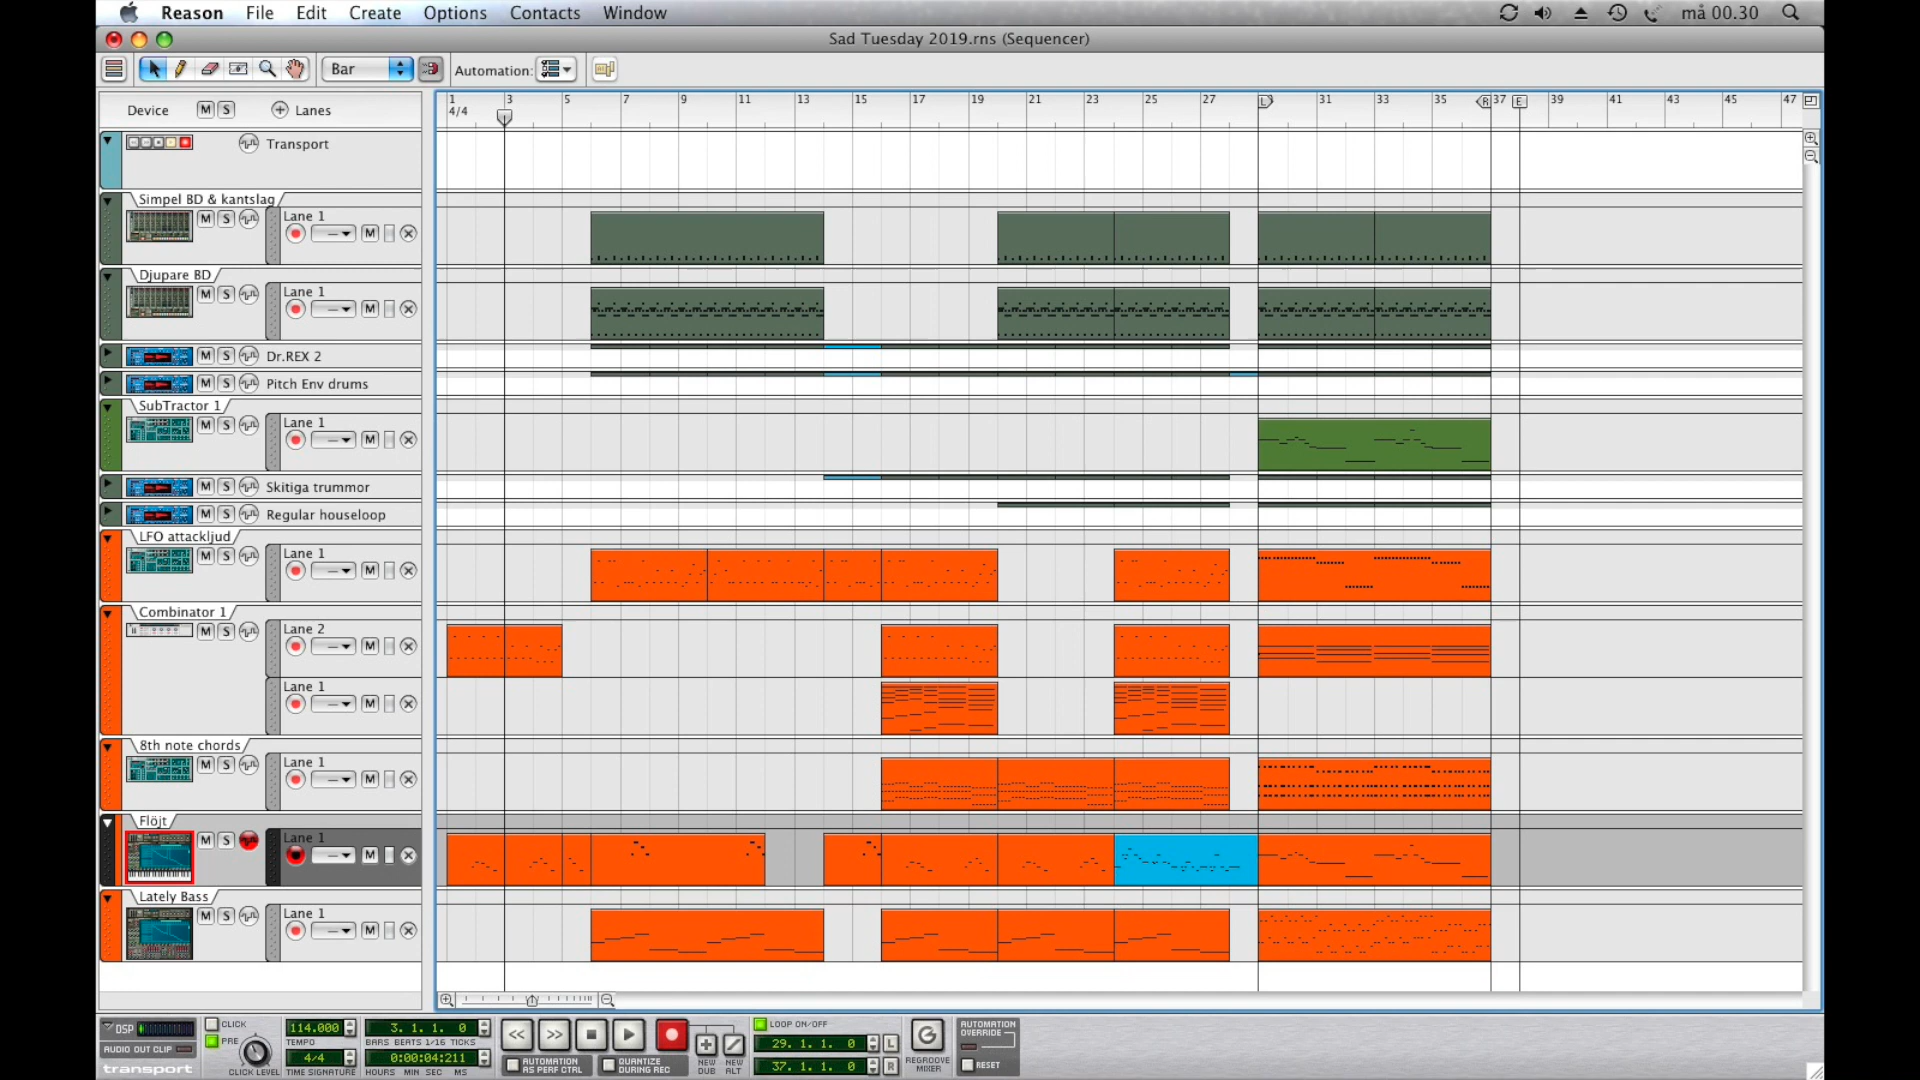 Reason File Edit Create Options Contacts Window må 00.30
Sad Tuesday 2019.rns (Sequencer)
Bar Automation:
Device M S Lanes
1 3 5 7 9 11 13 15 17 19 21 23 25 27 L 31 33 35 R 37 E 39 41 43 45 47
4/4
Transport
Simpel BD & kantslag
M S Lane 1
M
Djupare BD
M S Lane 1
M
M S Dr.REX 2
M S Pitch Env drums
SubTractor 1
M S Lane 1
M
M S Skitiga trummor
M S Regular houseloop
LFO attackljud
M S Lane 1
M
Combinator 1
M S Lane 2
M
Lane 1
M
8th note chords
M S Lane 1
M
Flöjt
M S Lane 1
M
Lately Bass
M S Lane 1
M
DSP
AUDIO OUT CLIP
transport
CLICK
PRE
CLICK LEVEL
114.000
TEMPO
4/4
TIME SIGNATURE
3. 1. 1. 0
BARS BEATS 1/16 TICKS
0:00:04:211
HOURS MIN SEC MS
AUTOMATION AS PERF CTRL
QUANTIZE DURING REC
NEW DUB
NEW ALT
LOOP ON/OFF
29. 1. 1. 0 L
37. 1. 1. 0 R
REGROOVE MIXER
AUTOMATION OVERRIDE
RESET